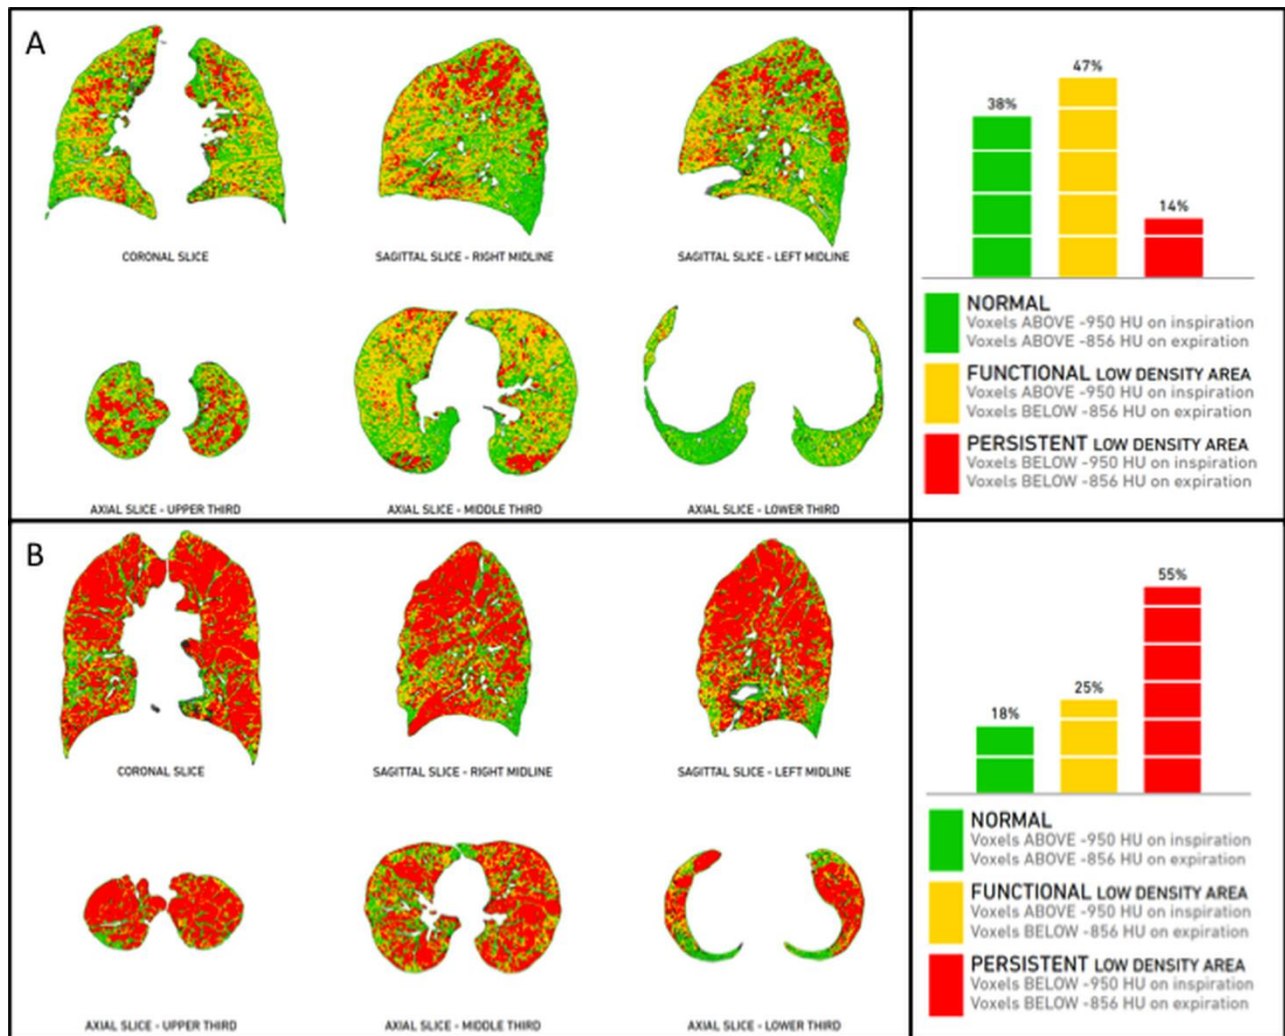 A
CORONAL SLICE
SAGITTAL SLICE - RIGHT MIDLINE
SAGITTAL SLICE - LEFT MIDLINE
AXIAL SLICE - UPPER THIRD
AXIAL SLICE - MIDDLE THIRD
AXIAL SLICE - LOWER THIRD
38%
47%
14%
NORMAL
Voxels ABOVE -950 HU on inspiration
Voxels ABOVE -856 HU on expiration
FUNCTIONAL LOW DENSITY AREA
Voxels ABOVE -950 HU on inspiration
Voxels BELOW -856 HU on expiration
PERSISTENT LOW DENSITY AREA
Voxels BELOW -950 HU on inspiration
Voxels BELOW -856 HU on expiration
B
CORONAL SLICE
SAGITTAL SLICE - RIGHT MIDLINE
SAGITTAL SLICE - LEFT MIDLINE
AXIAL SLICE - UPPER THIRD
AXIAL SLICE - MIDDLE THIRD
AXIAL SLICE - LOWER THIRD
18%
25%
55%
NORMAL
Voxels ABOVE -950 HU on inspiration
Voxels ABOVE -856 HU on expiration
FUNCTIONAL LOW DENSITY AREA
Voxels ABOVE -950 HU on inspiration
Voxels BELOW -856 HU on expiration
PERSISTENT LOW DENSITY AREA
Voxels BELOW -950 HU on inspiration
Voxels BELOW -856 HU on expiration